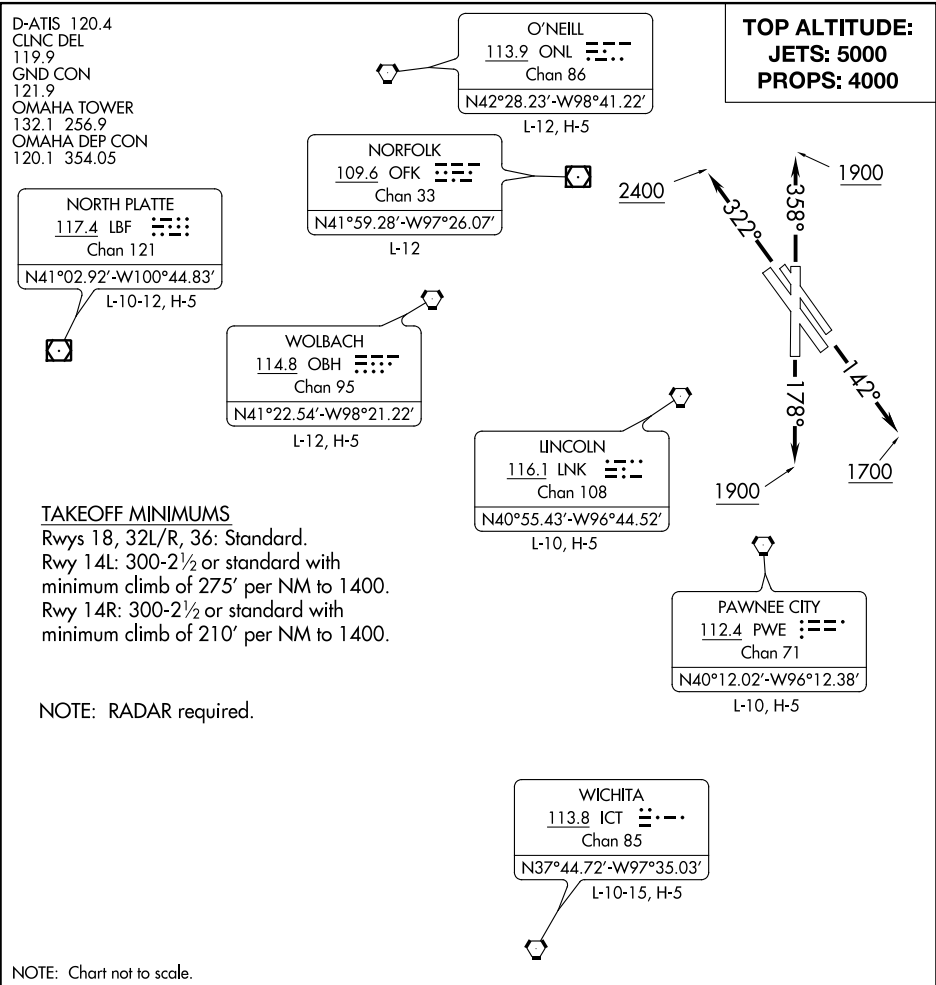 D-ATIS 120.4
CLNC DEL
119.9
GND CON
121.9
OMAHA TOWER
132.1 256.9
OMAHA DEP CON
120.1 354.05
TOP ALTITUDE:
JETS: 5000
PROPS: 4000
O'NEILL
113.9 ONL
Chan 86
N42°28.23'-W98°41.22'
L-12, H-5
NORFOLK
109.6 OFK
Chan 33
N41°59.28'-W97°26.07'
L-12
2400
1900
322°
358°
NORTH PLATTE
117.4 LBF
Chan 121
N41°02.92'-W100°44.83'
L-10-12, H-5
WOLBACH
114.8 OBH
Chan 95
N41°22.54'-W98°21.22'
L-12, H-5
178°
142°
1900
1700
LINCOLN
116.1 LNK
Chan 108
N40°55.43'-W96°44.52'
L-10, H-5
TAKEOFF MINIMUMS
Rwys 18, 32L/R, 36: Standard.
Rwy 14L: 300-2½ or standard with
minimum climb of 275' per NM to 1400.
Rwy 14R: 300-2½ or standard with
minimum climb of 210' per NM to 1400.
PAWNEE CITY
112.4 PWE
Chan 71
N40°12.02'-W96°12.38'
L-10, H-5
NOTE: RADAR required.
WICHITA
113.8 ICT
Chan 85
N37°44.72'-W97°35.03'
L-10-15, H-5
NOTE: Chart not to scale.